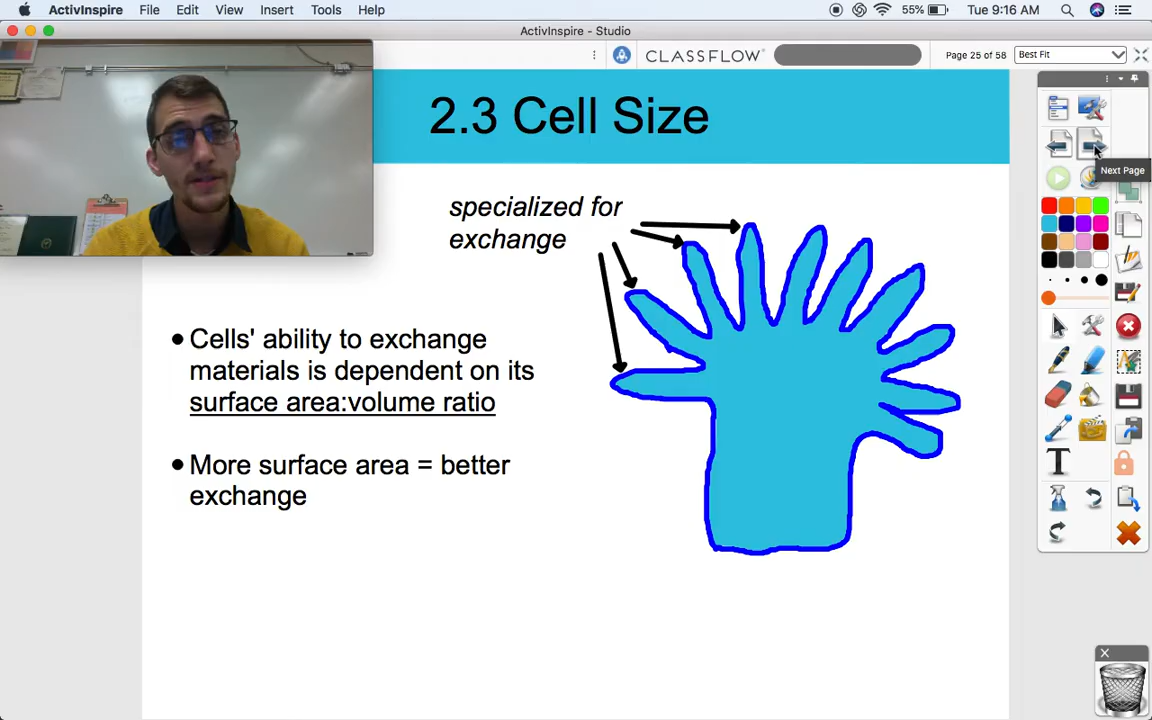 ActivInspire File Edit View Insert Tools Help 55% Tue 9:16 AM
ActivInspire - Studio
CLASSFLOW Page 25 of 58 Best Fit
Next Page
2.3 Cell Size
specialized for
exchange
• Cells' ability to exchange
materials is dependent on its
surface area:volume ratio
• More surface area = better
exchange